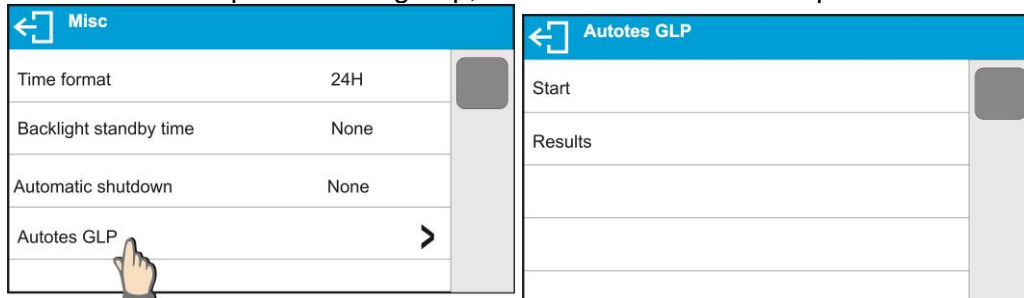 Misc
Time format 24H
Backlight standby time None
Automatic shutdown None
Autotes GLP >
Autotes GLP
Start
Results